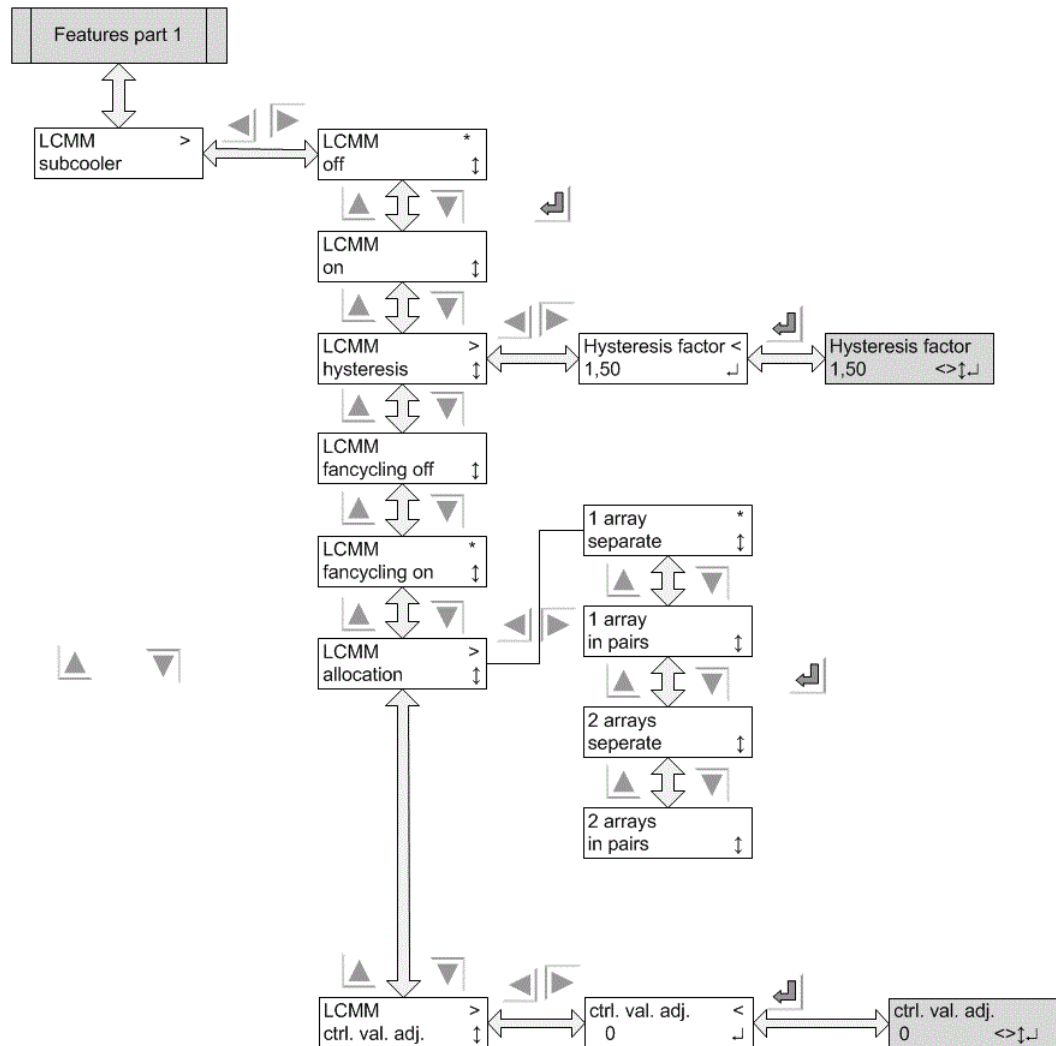 Features part 1
LCMM >
subcooler
LCMM *
off ↕
LCMM
on ↕
LCMM >
hysteresis ↕
Hysteresis factor <
1,50 ↵
Hysteresis factor
1,50 <>↕↵
LCMM
fancycling off ↕
LCMM *
fancycling on ↕
LCMM >
allocation ↕
1 array *
separate ↕
1 array
in pairs ↕
2 arrays
seperate ↕
2 arrays
in pairs ↕
LCMM >
ctrl. val. adj. ↕
ctrl. val. adj. <
0 ↵
ctrl. val. adj.
0 <>↕↵